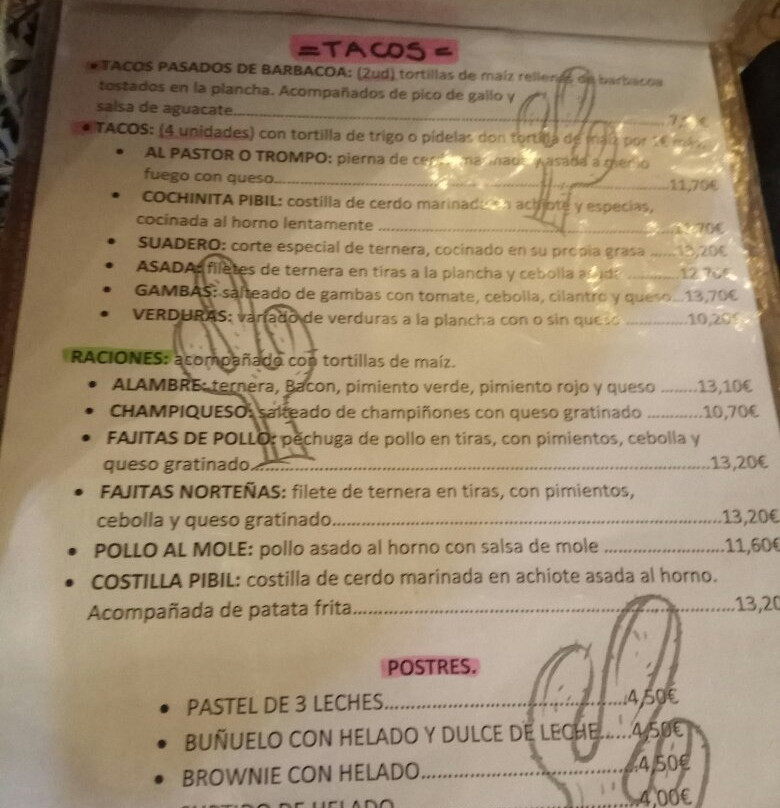 =TACOS=
• TACOS PASADOS DE BARBACOA: (2ud) tortillas de maíz rellenas de barbacoa
tostados en la plancha. Acompañados de pico de gallo y
salsa de aguacate
• TACOS: (4 unidades) con tortilla de trigo o pídelas don tortilla de maíz por 1€
• AL PASTOR O TROMPO: pierna de asada a medio
fuego con queso....11,70€
• COCHINITA PIBIL: costilla de cerdo marinada en achiote y especias,
cocinada al horno lentamente
• SUADERO: corte especial de ternera, cocinado en su propia grasa
• ASADA: filetes de ternera en tiras a la plancha y cebolla
• GAMBAS: salteado de gambas con tomate, cebolla, cilantro y queso...13,70€
• VERDURAS: variado de verduras a la plancha con o sin queso ....10,20€
RACIONES: acompañado con tortillas de maíz.
• ALAMBRE: ternera, Bacon, pimiento verde, pimiento rojo y queso ........13,10€
• CHAMPIQUESO: salteado de champiñones con queso gratinado ............10,70€
• FAJITAS DE POLLO: pechuga de pollo en tiras, con pimientos, cebolla y
queso gratinado....13,20€
• FAJITAS NORTEÑAS: filete de ternera en tiras, con pimientos,
cebolla y queso gratinado....13,20€
• POLLO AL MOLE: pollo asado al horno con salsa de mole ....11,60€
• COSTILLA PIBIL: costilla de cerdo marinada en achiote asada al horno.
Acompañada de patata frita....13,20
POSTRES.
• PASTEL DE 3 LECHES....4,50€
• BUÑUELO CON HELADO Y DULCE DE LECHE.....4,50€
• BROWNIE CON HELADO....4,50€
DE HELADO ....4,00€